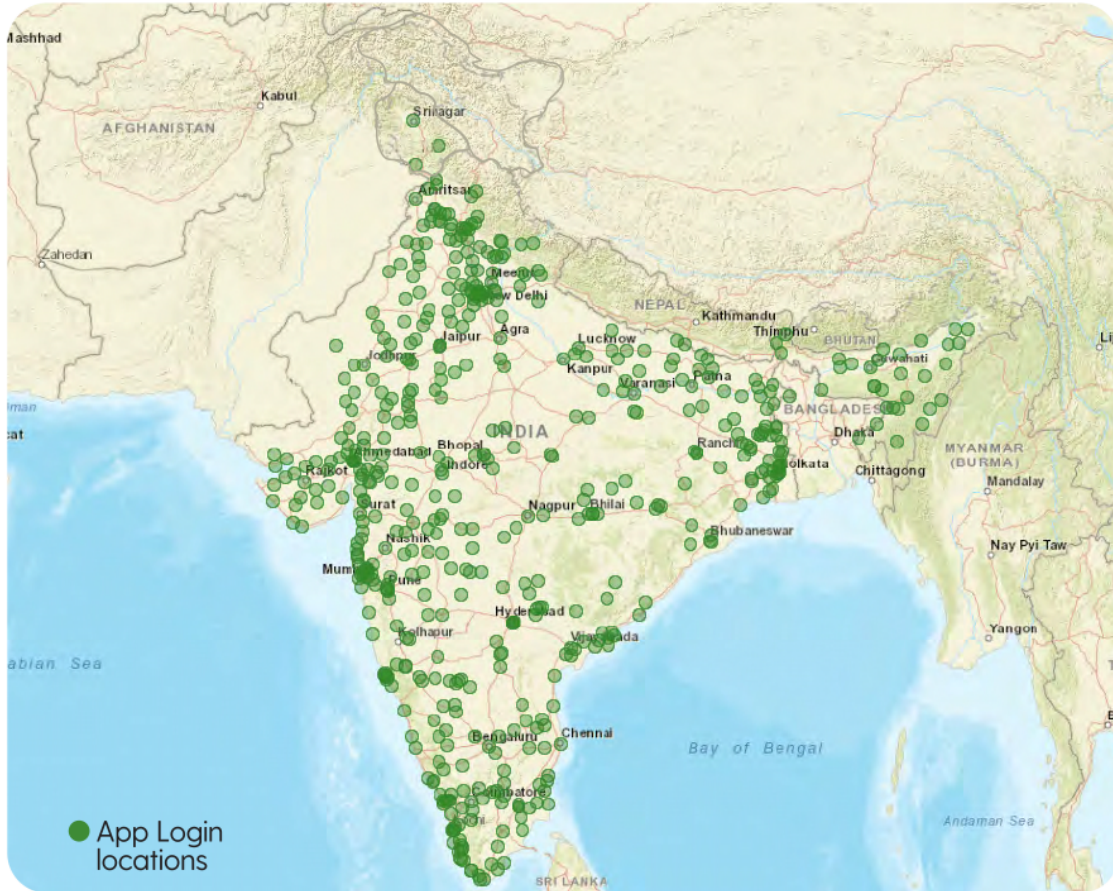 Mashhad
Kabul
Srinagar
AFGHANISTAN
Amritsar
Zahedan
Meerut
New Delhi
NEPAL
Kathmandu
Thimphu
BHUTAN
Agra
Jaipur
Lucknow
Jodhpur
Kanpur
Guwahati
Varanasi
Patna
BANGLADESH
INDIA
Dhaka
Bhopal
Ahmedabad
Ranchi
MYANMAR
(BURMA)
Rajkot
Indore
Kolkata
Chittagong
Mandalay
Surat
Nagpur
Bhilai
Bhubaneswar
Nashik
Nay Pyi Taw
Mumbai
Pune
Hyderabad
Kolhapur
Vijayawada
Yangon
abian Sea
Bengaluru
Chennai
Bay of Bengal
Coimbatore
Kochi
Andaman Sea
App Login
locations
SRI LANKA